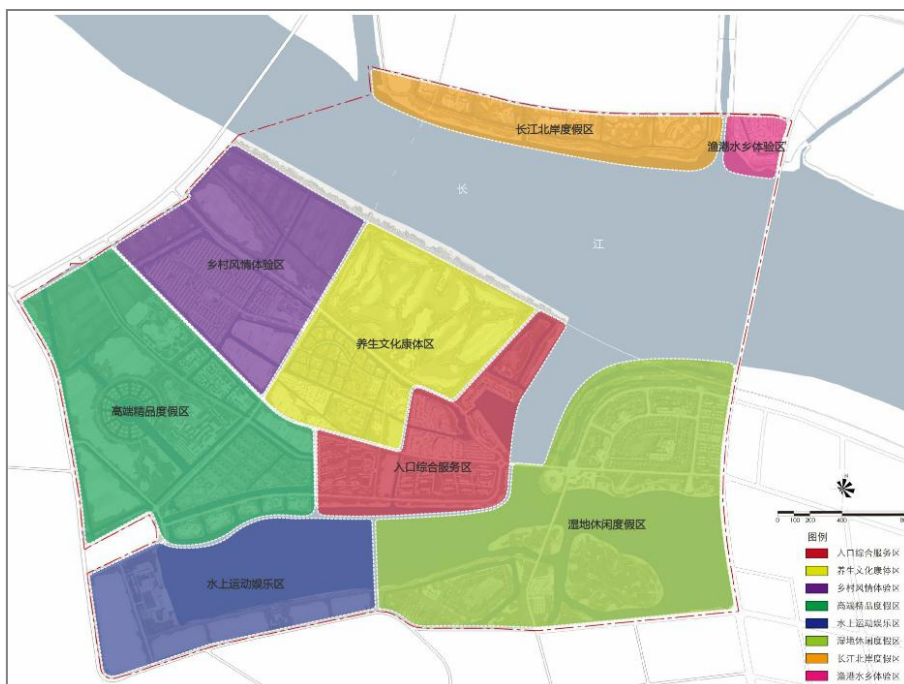 长江北岸度假区
渔港水乡体验区
长
江
乡村风情体验区
养生文化康体区
高端精品度假区
入口综合服务区
湿地休闲度假区
水上运动娱乐区
0 100 200 400
图例
入口综合服务区
养生文化康体区
乡村风情体验区
高端精品度假区
水上运动娱乐区
湿地休闲度假区
长江北岸度假区
渔港水乡体验区